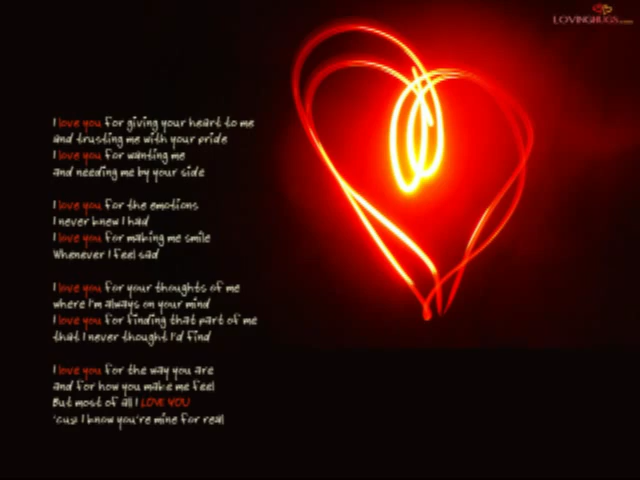 LOVINGHUGS.com
I love you for giving your heart to me
and trusting me with your pride
I love you for wanting me
and needing me by your side
I love you for the emotions
I never knew I had
I love you for making me smile
Whenever I feel sad
I love you for your thoughts of me
where I'm always on your mind
I love you for finding that part of me
that I never thought I'd find
I love you for the way you are
and for how you make me feel
But most of all I LOVE YOU
'cuz I know you're mine for real